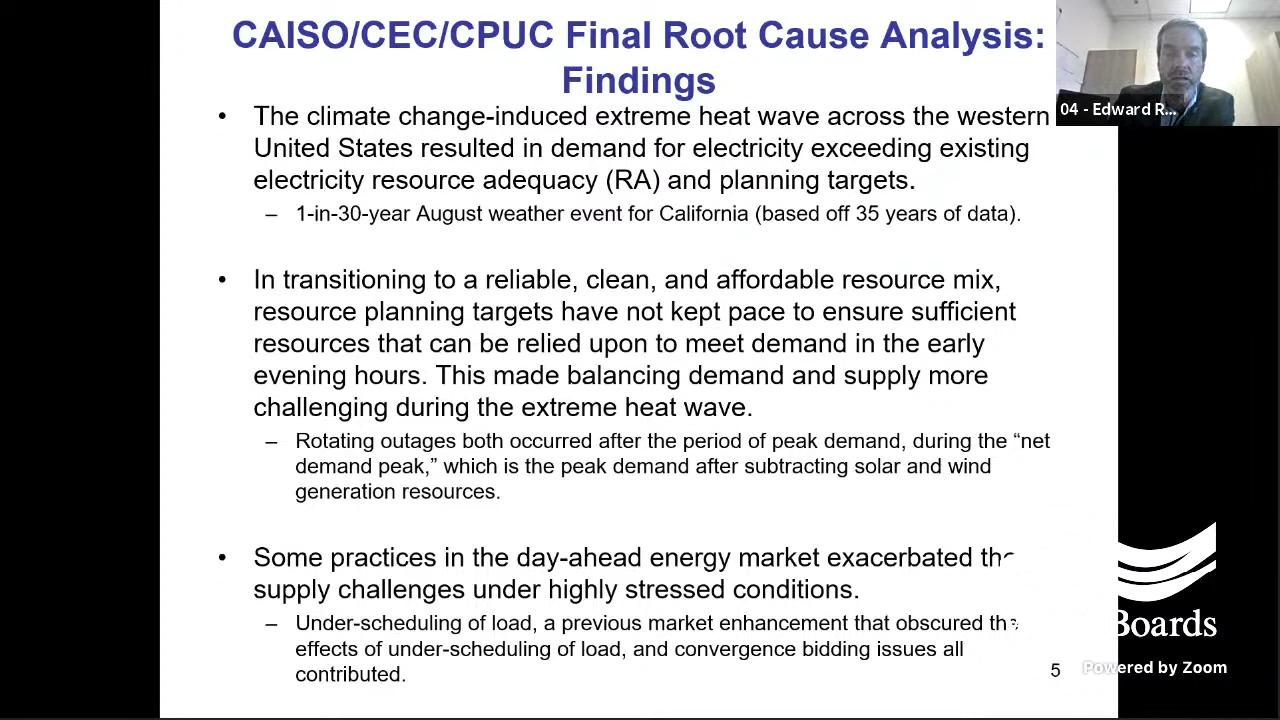 CAISO/CEC/CPUC Final Root Cause Analysis:
Findings
04 - Edward R...
• The climate change-induced extreme heat wave across the western
United States resulted in demand for electricity exceeding existing
electricity resource adequacy (RA) and planning targets.
– 1-in-30-year August weather event for California (based off 35 years of data).
• In transitioning to a reliable, clean, and affordable resource mix,
resource planning targets have not kept pace to ensure sufficient
resources that can be relied upon to meet demand in the early
evening hours. This made balancing demand and supply more
challenging during the extreme heat wave.
– Rotating outages both occurred after the period of peak demand, during the “net
demand peak,” which is the peak demand after subtracting solar and wind
generation resources.
• Some practices in the day-ahead energy market exacerbated the
supply challenges under highly stressed conditions.
– Under-scheduling of load, a previous market enhancement that obscured the
effects of under-scheduling of load, and convergence bidding issues all
contributed.
5
Boards
Powered by Zoom